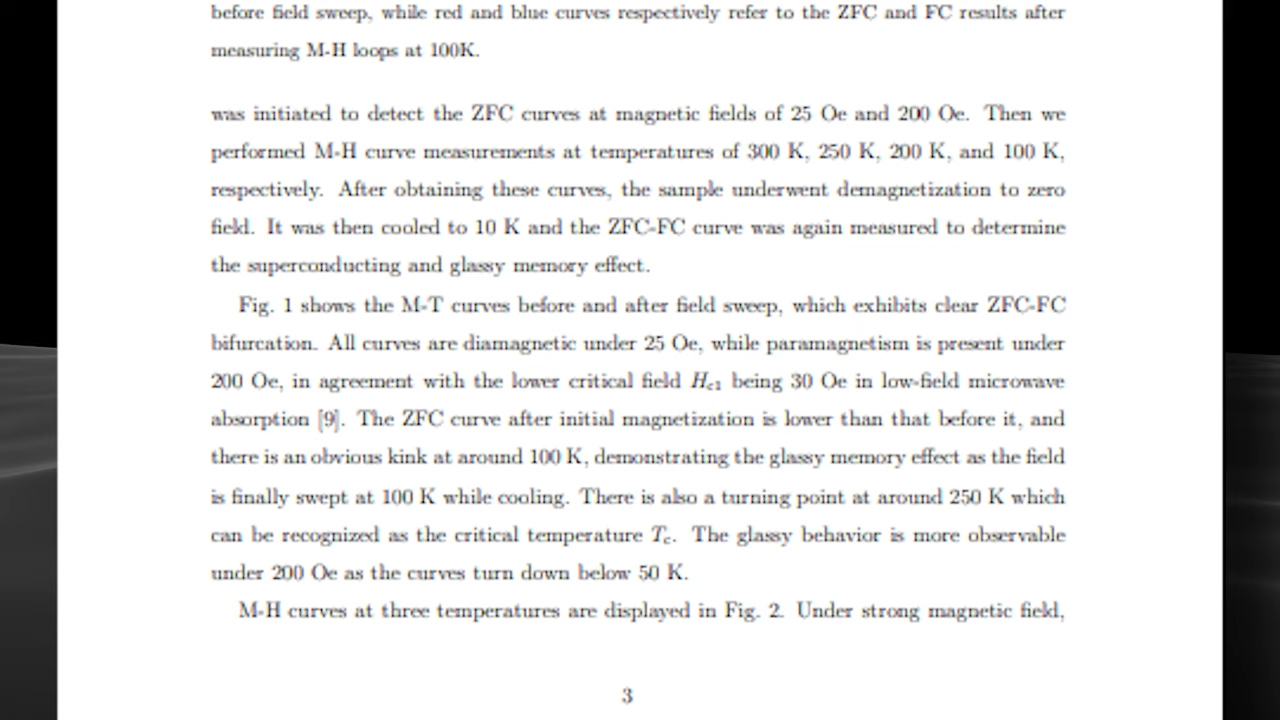 before field sweep, while red and blue curves respectively refer to the ZFC and FC results after
measuring M-H loops at 100K.
was initiated to detect the ZFC curves at magnetic fields of 25 Oe and 200 Oe. Then we
performed M-H curve measurements at temperatures of 300 K, 250 K, 200 K, and 100 K,
respectively. After obtaining these curves, the sample underwent demagnetization to zero
field. It was then cooled to 10 K and the ZFC-FC curve was again measured to determine
the superconducting and glassy memory effect.
Fig. 1 shows the M-T curves before and after field sweep, which exhibits clear ZFC-FC
bifurcation. All curves are diamagnetic under 25 Oe, while paramagnetism is present under
200 Oe, in agreement with the lower critical field H_{c1} being 30 Oe in low-field microwave
absorption [9]. The ZFC curve after initial magnetization is lower than that before it, and
there is an obvious kink at around 100 K, demonstrating the glassy memory effect as the field
is finally swept at 100 K while cooling. There is also a turning point at around 250 K which
can be recognized as the critical temperature T_c. The glassy behavior is more observable
under 200 Oe as the curves turn down below 50 K.
M-H curves at three temperatures are displayed in Fig. 2. Under strong magnetic field,
3